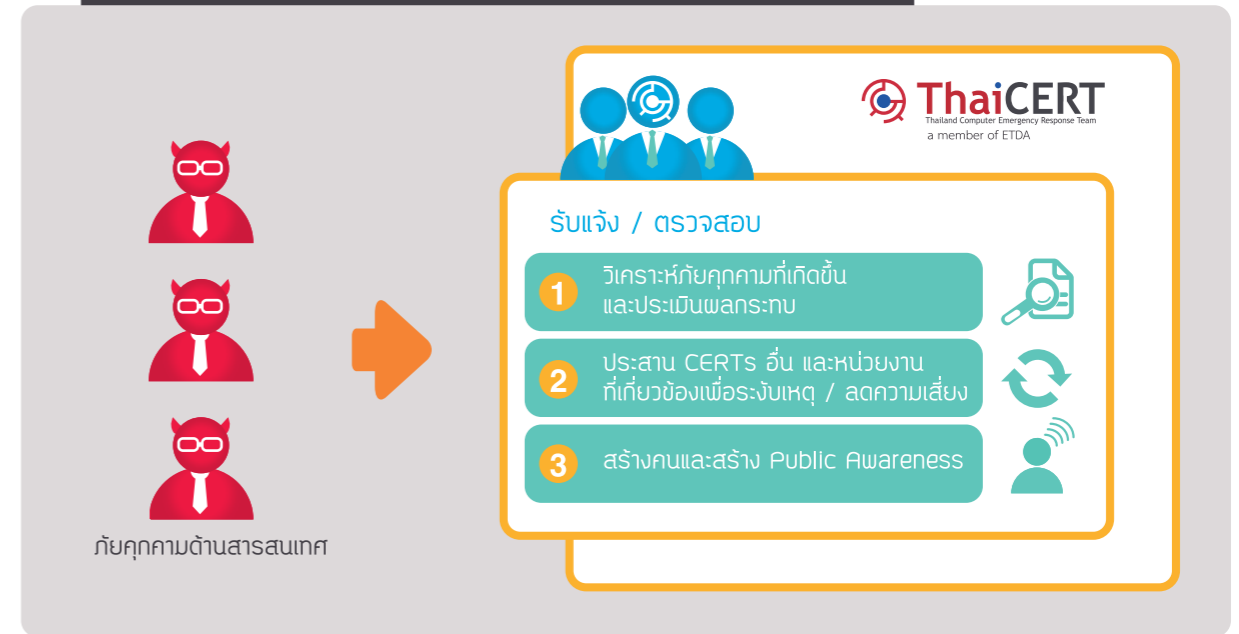 ThaiCERT
Thailand Computer Emergency Response Team
a member of ETDA
รับแจ้ง / ตรวจสอบ
1 วิเคราะห์ภัยคุกคามที่เกิดขึ้น
และประเมินผลกระทบ
2 ประสาน CERTs อื่น และหน่วยงาน
ที่เกี่ยวข้องเพื่อระงับเหตุ / ลดความเสี่ยง
3 สร้างคนและสร้าง Public Awareness
ภัยคุกคามด้านสารสนเทศ